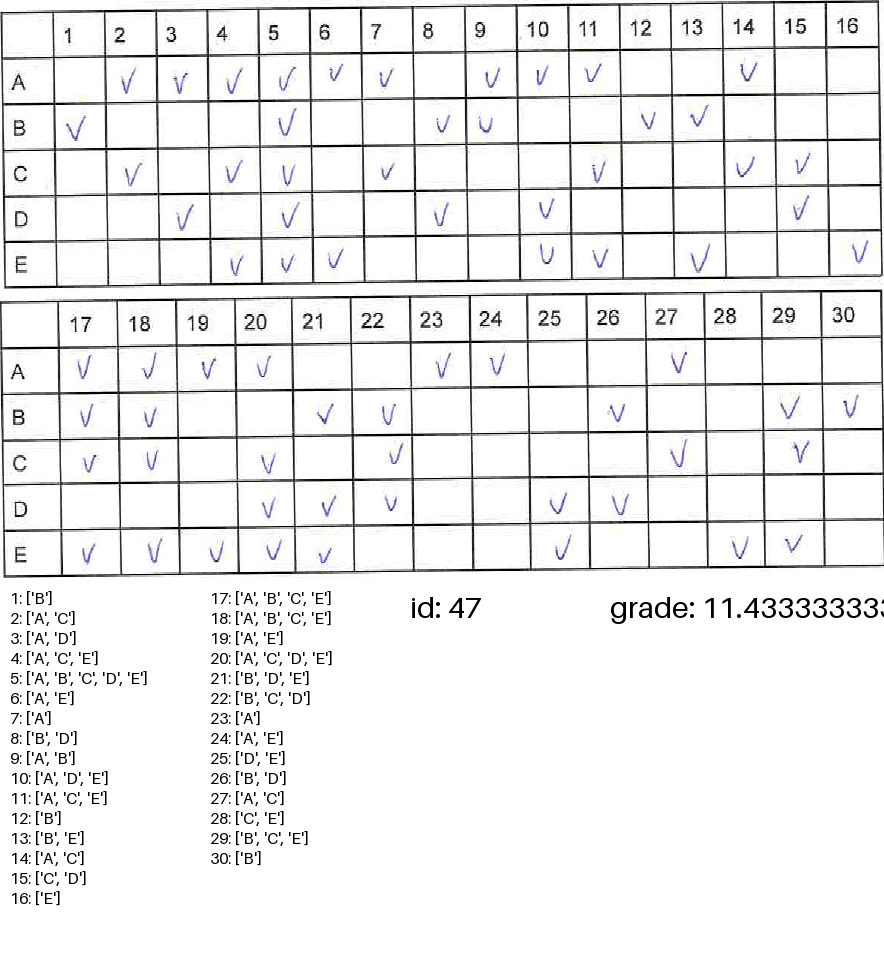 1 2 3 4 5 6 7 8 9 10 11 12 13 14 15 16
A V V V V V V V V V V
B V V V V V V
C V V V V V V V
D V V V V V
E V V V V V V V
17 18 19 20 21 22 23 24 25 26 27 28 29 30
A V V V V V V V
B V V V V V V V
C V V V V V V
D V V V V V
E V V V V V V V V
1: ['B']
2: ['A', 'C']
3: ['A', 'D']
4: ['A', 'C', 'E']
5: ['A', 'B', 'C', 'D', 'E']
6: ['A', 'E']
7: ['A']
8: ['B', 'D']
9: ['A', 'B']
10: ['A', 'D', 'E']
11: ['A', 'C', 'E']
12: ['B']
13: ['B', 'E']
14: ['A', 'C']
15: ['C', 'D']
16: ['E']
17: ['A', 'B', 'C', 'E']
18: ['A', 'B', 'C', 'E']
19: ['A', 'E']
20: ['A', 'C', 'D', 'E']
21: ['B', 'D', 'E']
22: ['B', 'C', 'D']
23: ['A']
24: ['A', 'E']
25: ['D', 'E']
26: ['B', 'D']
27: ['A', 'C']
28: ['C', 'E']
29: ['B', 'C', 'E']
30: ['B']
id: 47
grade: 11.433333333